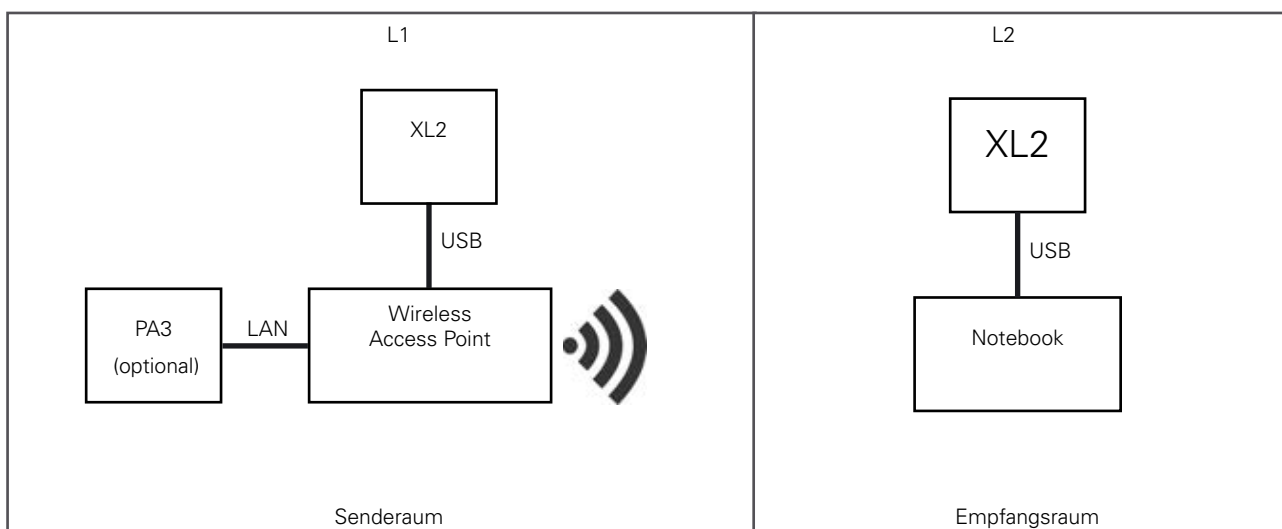 L1
XL2
USB
PA3
(optional)
LAN
Wireless
Access Point
Senderaum
L2
XL2
USB
Notebook
Empfangsraum